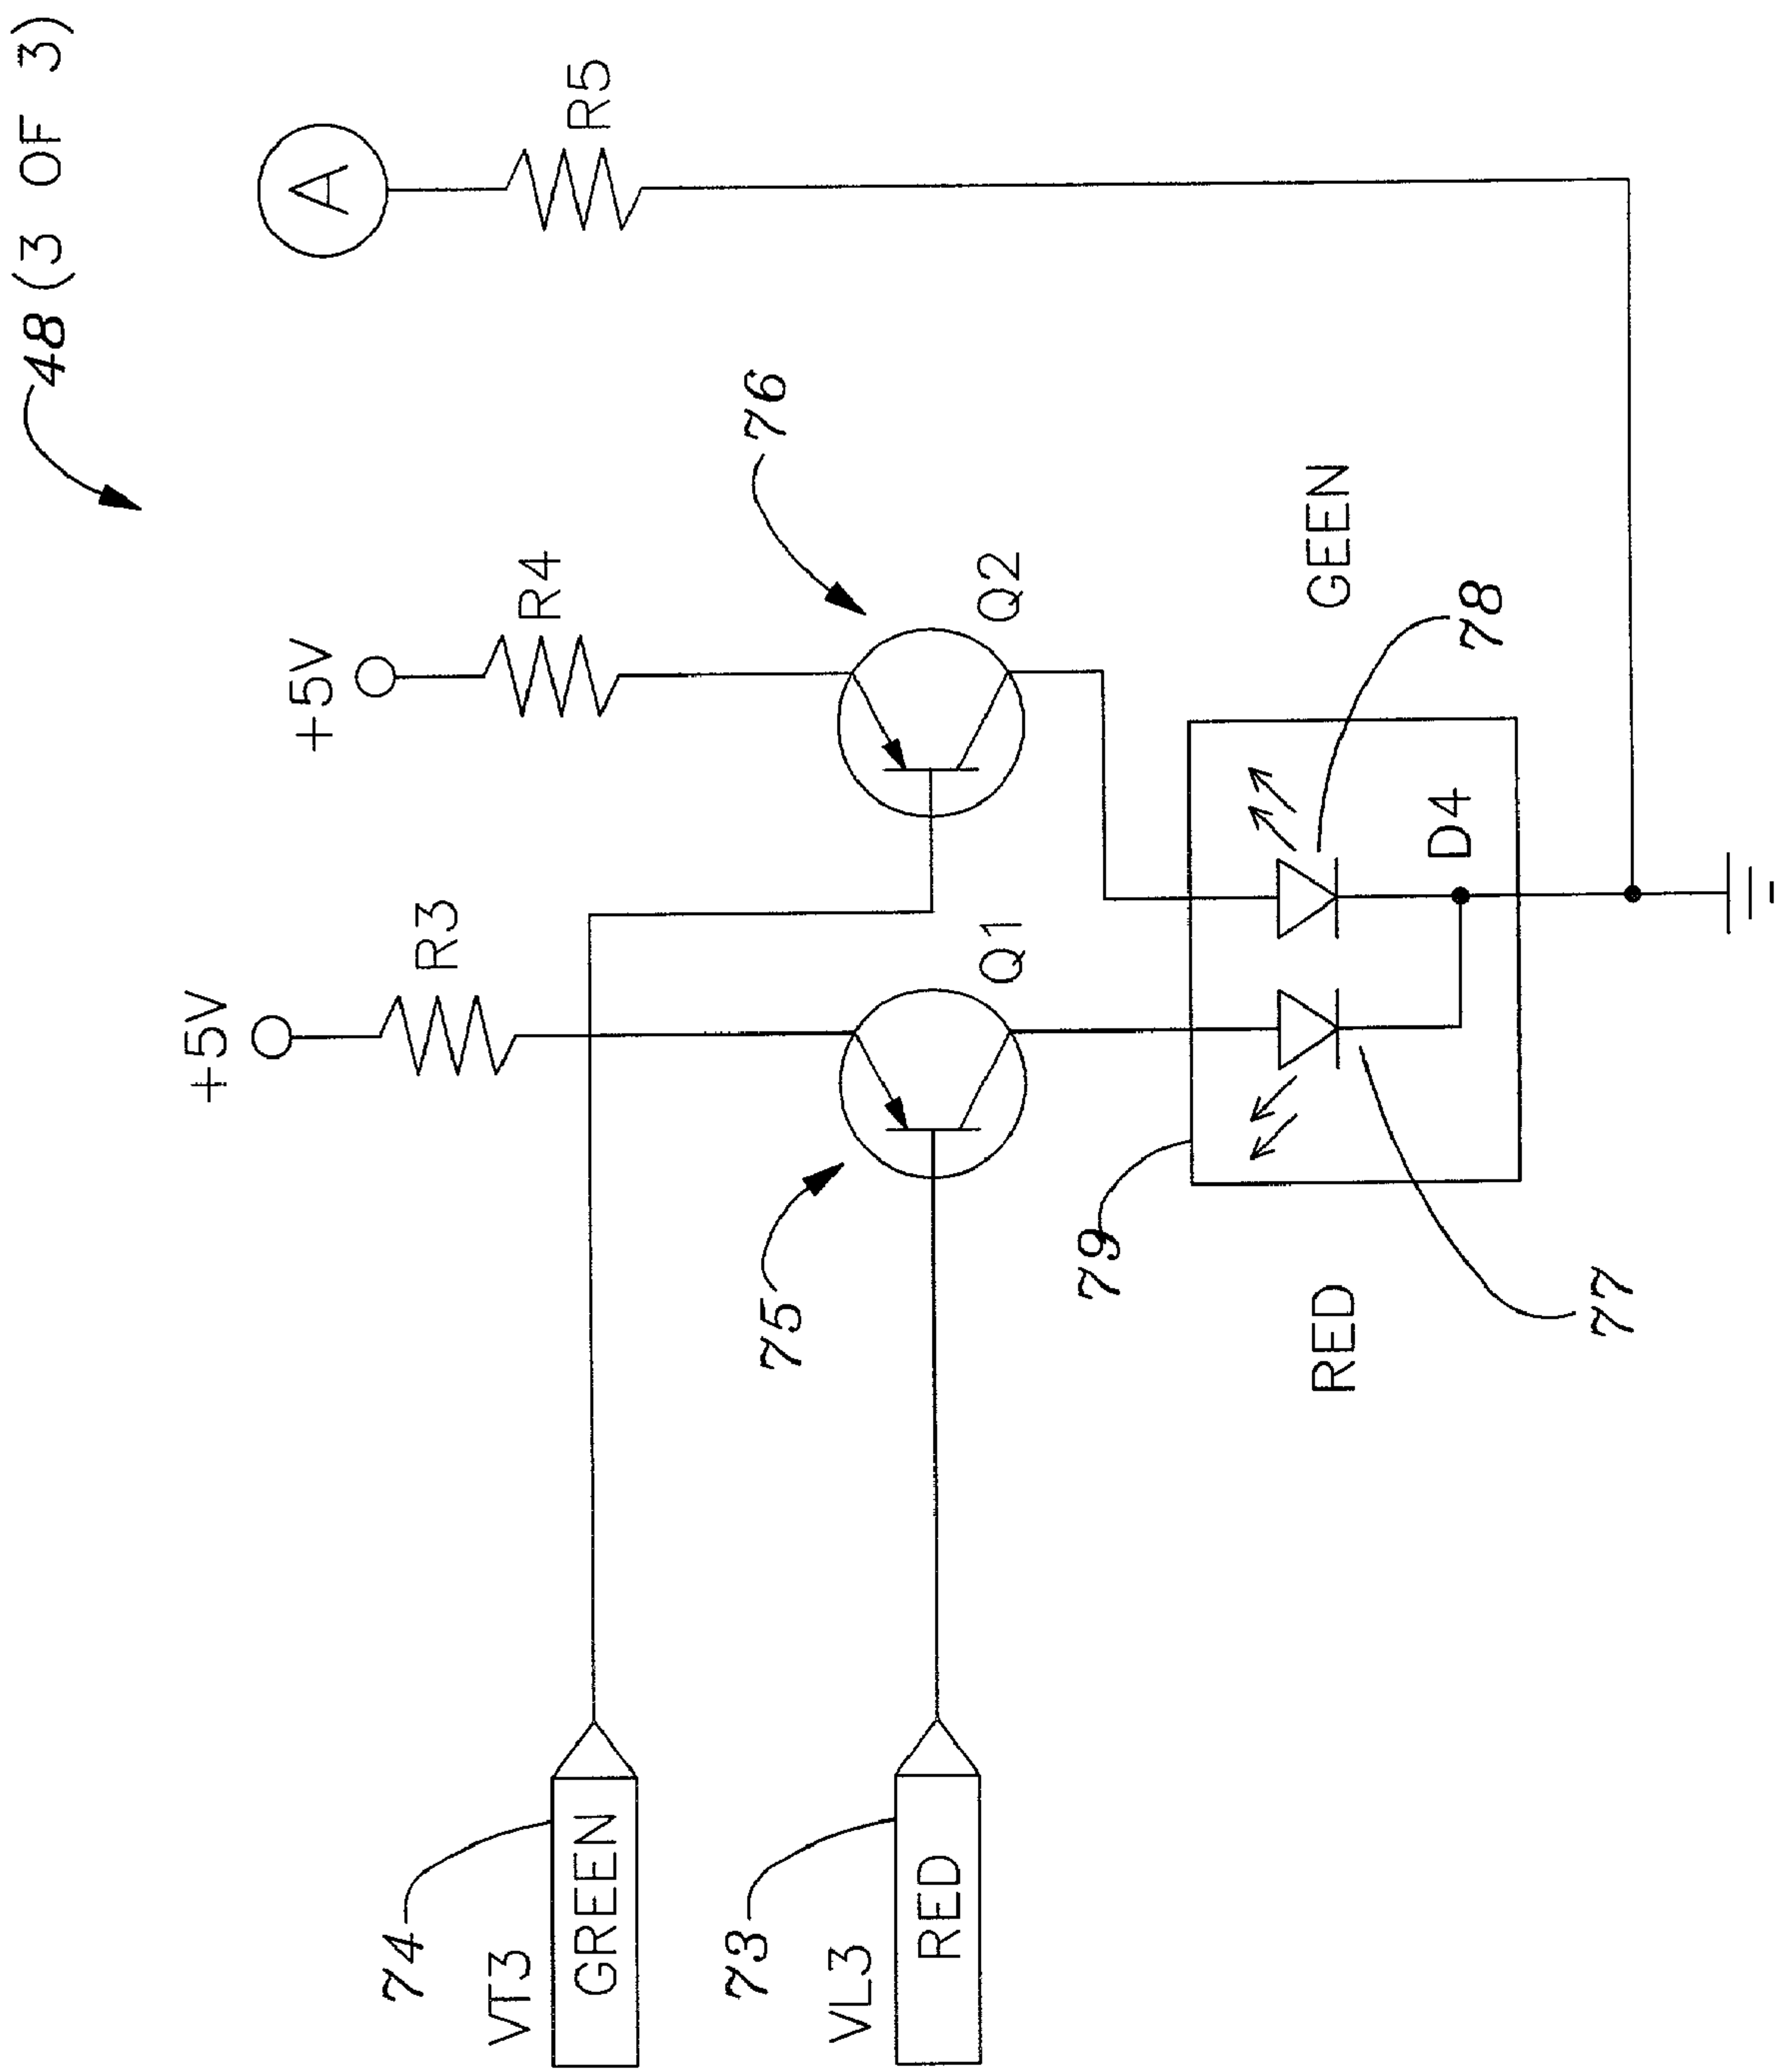 48 (3 OF 3)
A
R5
+5V
R4
+5V
R3
76
Q2
75
Q1
74
VT3
GREEN
73
VL3
RED
79
RED
GEEN
D4
78
77